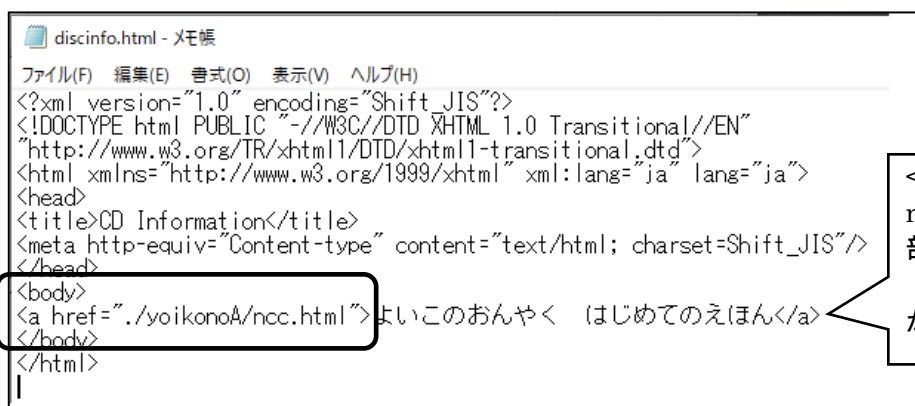 discinfo.html - メモ帳
ファイル(F) 編集(E) 書式(O) 表示(V) ヘルプ(H)
<?xml version="1.0" encoding="Shift_JIS"?>
<!DOCTYPE html PUBLIC "-//W3C//DTD XHTML 1.0 Transitional//EN"
"http://www.w3.org/TR/xhtml1/DTD/xhtml1-transitional.dtd">
<html xmlns="http://www.w3.org/1999/xhtml" xml:lang="ja" lang="ja">
<head>
<title>CD Information</title>
<meta http-equiv="Content-type" content="text/html; charset=Shift_JIS"/>
</head>
<body>
<a href="./yoikonoA/ncc.html">よいこのおんやく　はじめてのえほん</a>
</body>
</html>
<
部